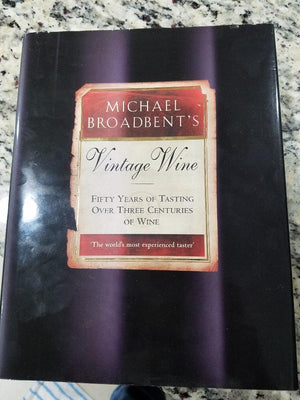 MICHAEL
BROADBENT'S
Vintage Wine
FIFTY YEARS OF TASTING
OVER THREE CENTURIES
OF WINE
'The world's most experienced taster'